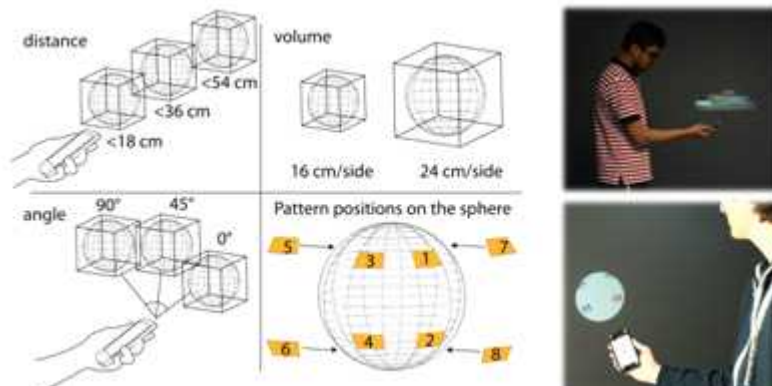 distance
<54 cm
<36 cm
<18 cm
volume
16 cm/side
24 cm/side
angle
90°
45°
0°
Pattern positions on the sphere
5
7
3
1
6
4
2
8